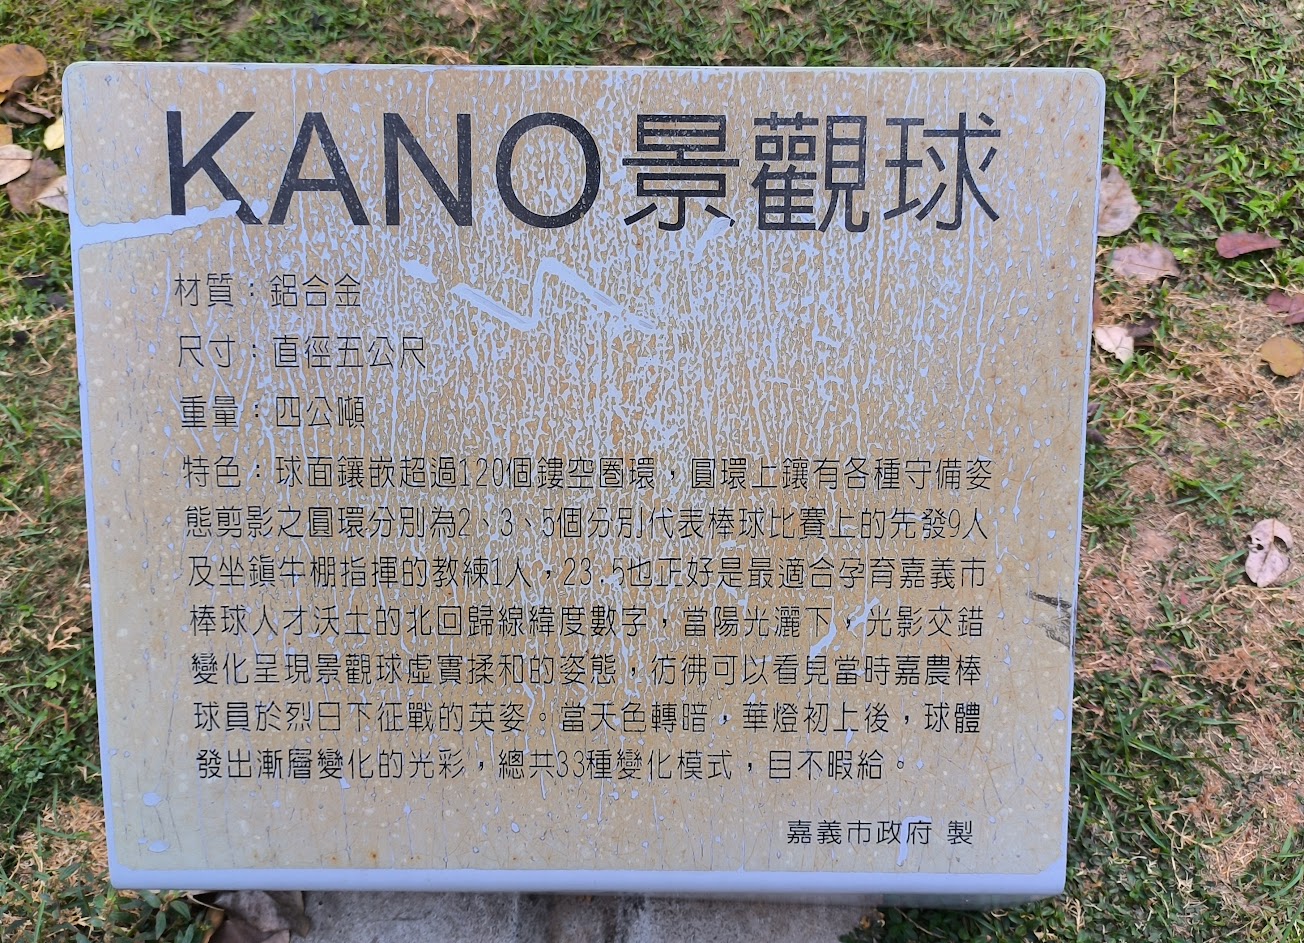 KANO景觀球
材質：鋁合金
尺寸：直徑五公尺
重量：四公噸
特色：球面鑲嵌超過120個鏤空圈環，圓環上鑲有各種守備姿
態剪影之圓環分別為2、3、5個分別代表棒球比賽上的先發9人
及坐鎮牛棚指揮的教練1人，23.5也正好是最適合孕育嘉義市
棒球人才沃土的北回歸線緯度數字，當陽光灑下，光影交錯
變化呈現景觀球虛實揉和的姿態，彷彿可以看見當時嘉農棒
球員於烈日下征戰的英姿。當天色轉暗，華燈初上後，球體
發出漸層變化的光彩，總共33種變化模式，目不暇給。
嘉義市政府 製